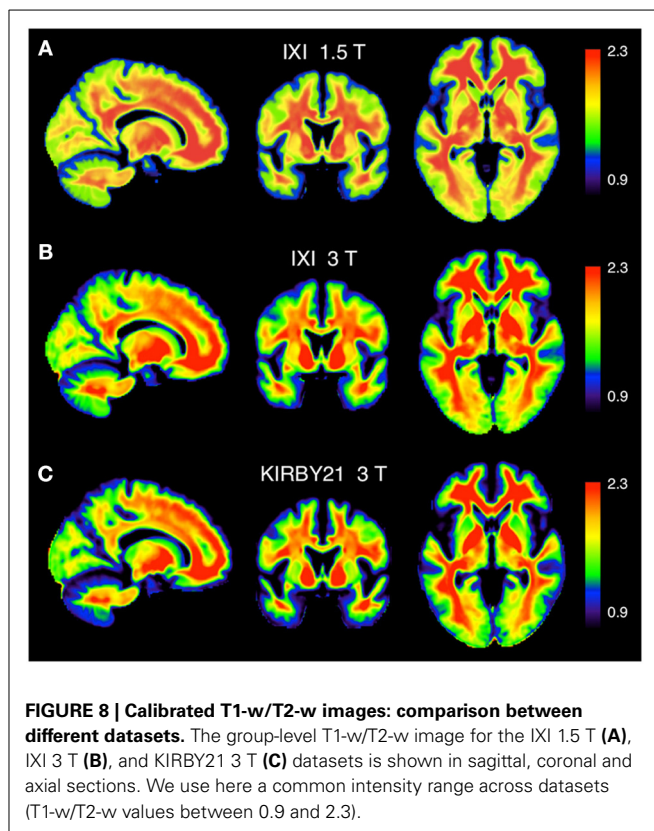 A
IXI 1.5 T
2.3
0.9
B
IXI 3 T
2.3
0.9
C
KIRBY21 3 T
2.3
0.9
FIGURE 8 | Calibrated T1-w/T2-w images: comparison between
different datasets. The group-level T1-w/T2-w image for the IXI 1.5 T (A),
IXI 3 T (B), and KIRBY21 3 T (C) datasets is shown in sagittal, coronal and
axial sections. We use here a common intensity range across datasets
(T1-w/T2-w values between 0.9 and 2.3).